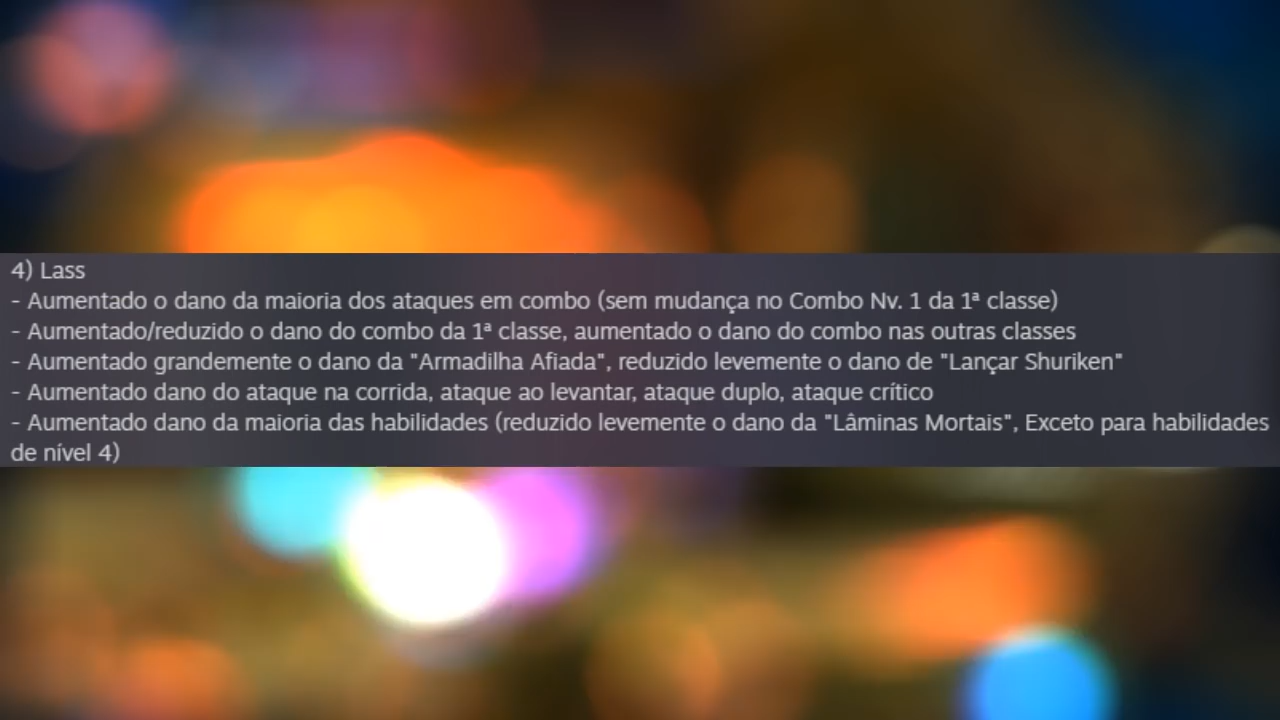 4) Lass
- Aumentado o dano da maioria dos ataques em combo (sem mudança no Combo Nv. 1 da 1ª classe)
- Aumentado/reduzido o dano do combo da 1ª classe, aumentado o dano do combo nas outras classes
- Aumentado grandemente o dano da "Armadilha Afiada", reduzido levemente o dano de "Lançar Shuriken"
- Aumentado dano do ataque na corrida, ataque ao levantar, ataque duplo, ataque crítico
- Aumentado dano da maioria das habilidades (reduzido levemente o dano da "Lâminas Mortais", Exceto para habilidades
de nível 4)